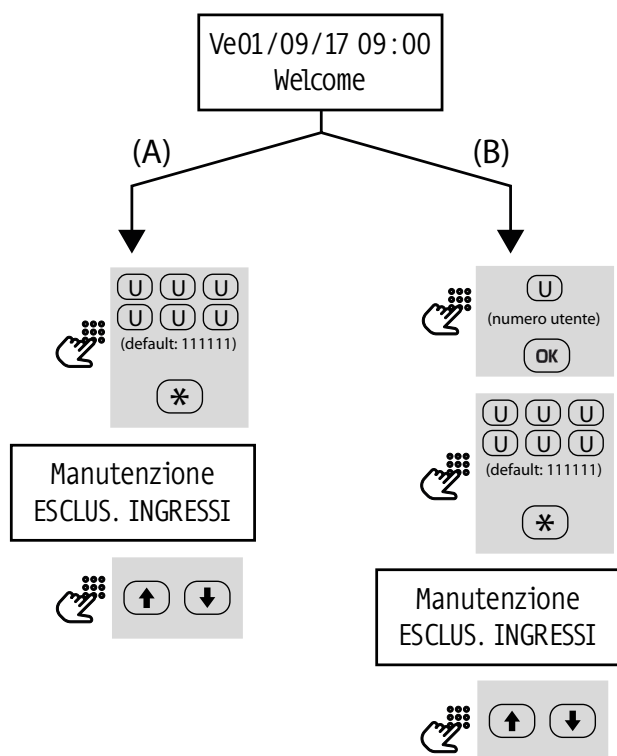 Ve01/09/17 09:00
Welcome
(A)
(B)
U U U
U U U
(default: 111111)
*
Manutenzione
ESCLUS. INGRESSI
U
(numero utente)
OK
U U U
U U U
(default: 111111)
*
Manutenzione
ESCLUS. INGRESSI